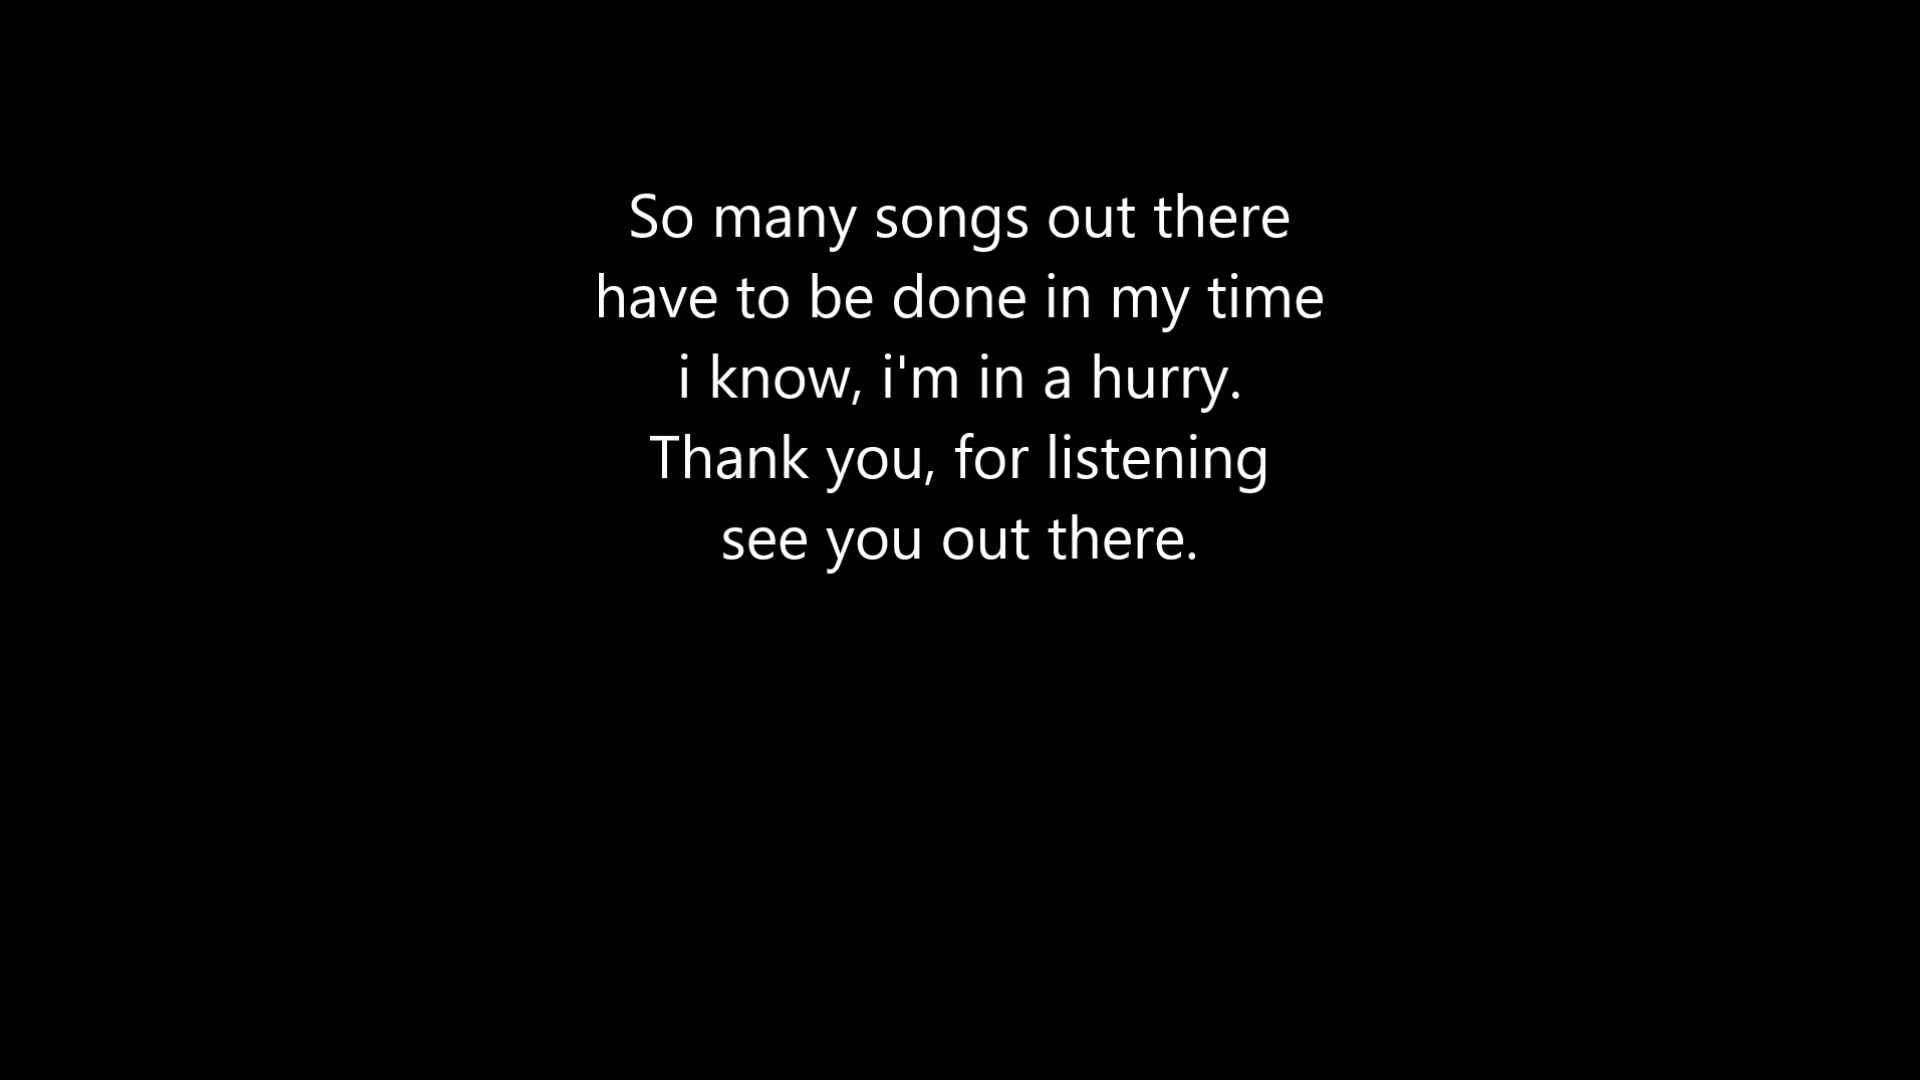 So many songs out there
have to be done in my time
i know, i'm in a hurry.
Thank you, for listening
see you out there.